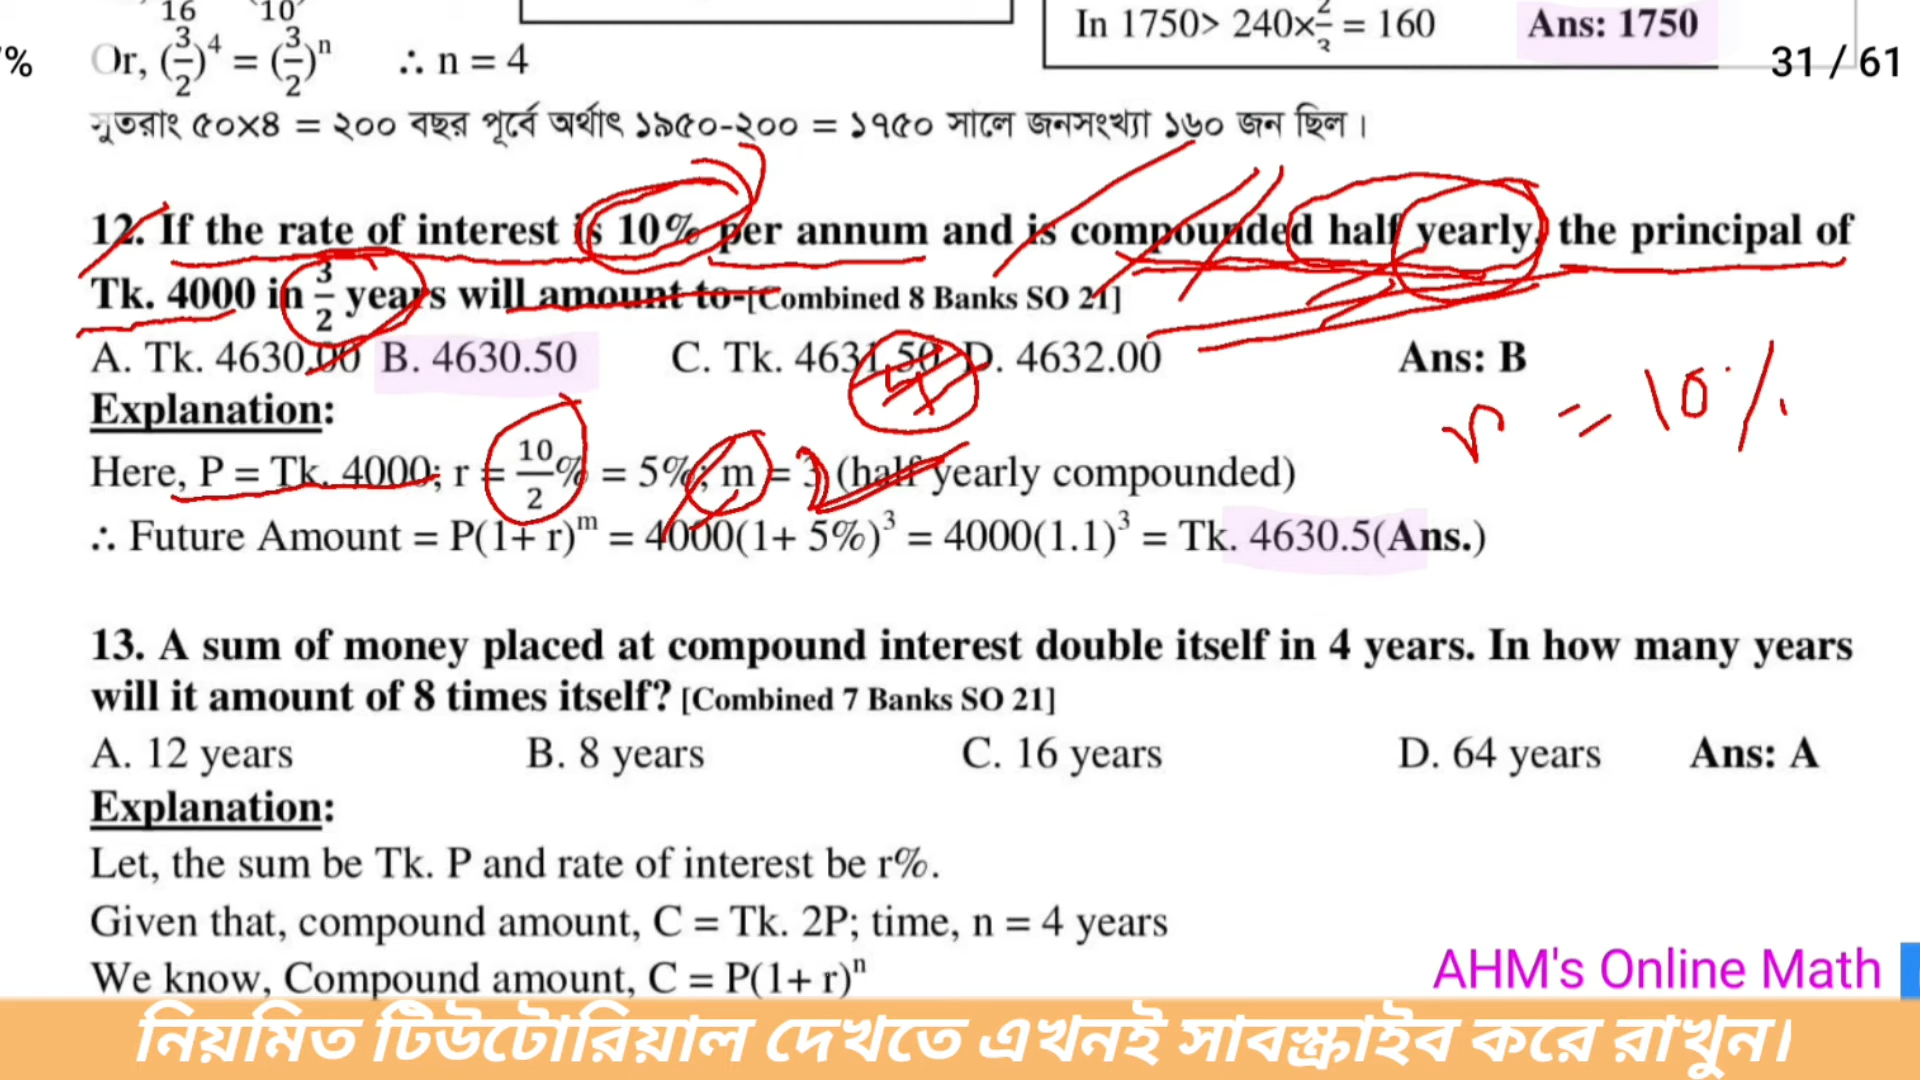 16 10
In 1750> 240×2/3 = 160 Ans: 1750
Or, (3/2)⁴ = (3/2)ⁿ ∴ n = 4
% 31 / 61
সুতরাং ৫০×৪ = ২০০ বছর পূর্বে অর্থাৎ ১৯৫০-২০০ = ১৭৫০ সালে জনসংখ্যা ১৬০ জন ছিল।
12. If the rate of interest is 10% per annum and is compounded half yearly, the principal of
Tk. 4000 in 3/2 years will amount to-[Combined 8 Banks SO 21]
A. Tk. 4630.00 B. 4630.50 C. Tk. 4631.50 D. 4632.00 Ans: B
r = 10%
Explanation:
Here, P = Tk. 4000; r = 10/2% = 5%; m = 3 (half yearly compounded)
2
∴ Future Amount = P(1+ r)ᵐ = 4000(1+ 5%)³ = 4000(1.1)³ = Tk. 4630.5(Ans.)
13. A sum of money placed at compound interest double itself in 4 years. In how many years
will it amount of 8 times itself? [Combined 7 Banks SO 21]
A. 12 years B. 8 years C. 16 years D. 64 years Ans: A
Explanation:
Let, the sum be Tk. P and rate of interest be r%.
Given that, compound amount, C = Tk. 2P; time, n = 4 years
We know, Compound amount, C = P(1+ r)ⁿ
AHM's Online Math
নিয়মিত টিউটোরিয়াল দেখতে এখনই সাবস্ক্রাইব করে রাখুন।